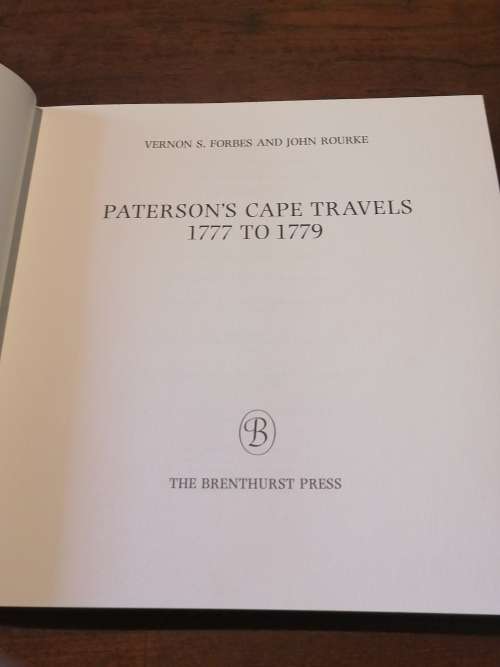 VERNON S. FORBES AND JOHN ROURKE
PATERSON'S CAPE TRAVELS
1777 TO 1779
B
THE BRENTHURST PRESS